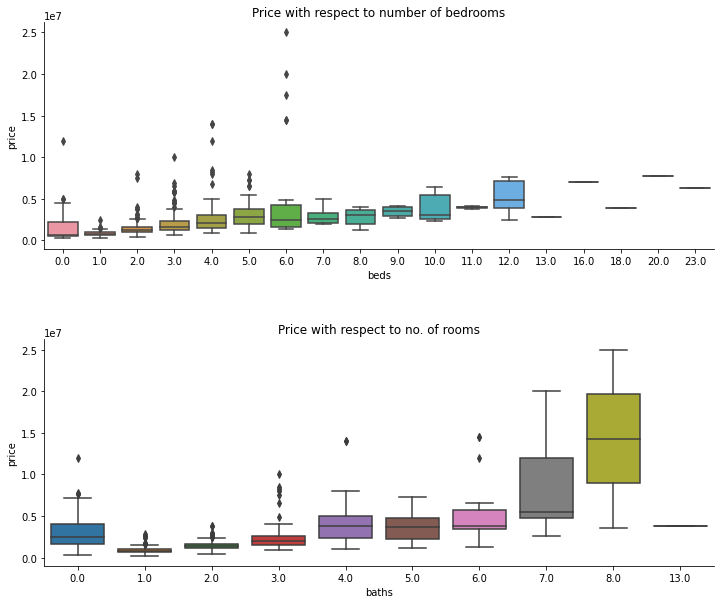 Price with respect to number of bedrooms
1e7
2.5
2.0
1.5
1.0
0.5
0.0
price
0.0 1.0 2.0 3.0 4.0 5.0 6.0 7.0 8.0 9.0 10.0 11.0 12.0 13.0 16.0 18.0 20.0 23.0
beds
Price with respect to no. of rooms
1e7
2.5
2.0
1.5
1.0
0.5
0.0
price
0.0 1.0 2.0 3.0 4.0 5.0 6.0 7.0 8.0 13.0
baths